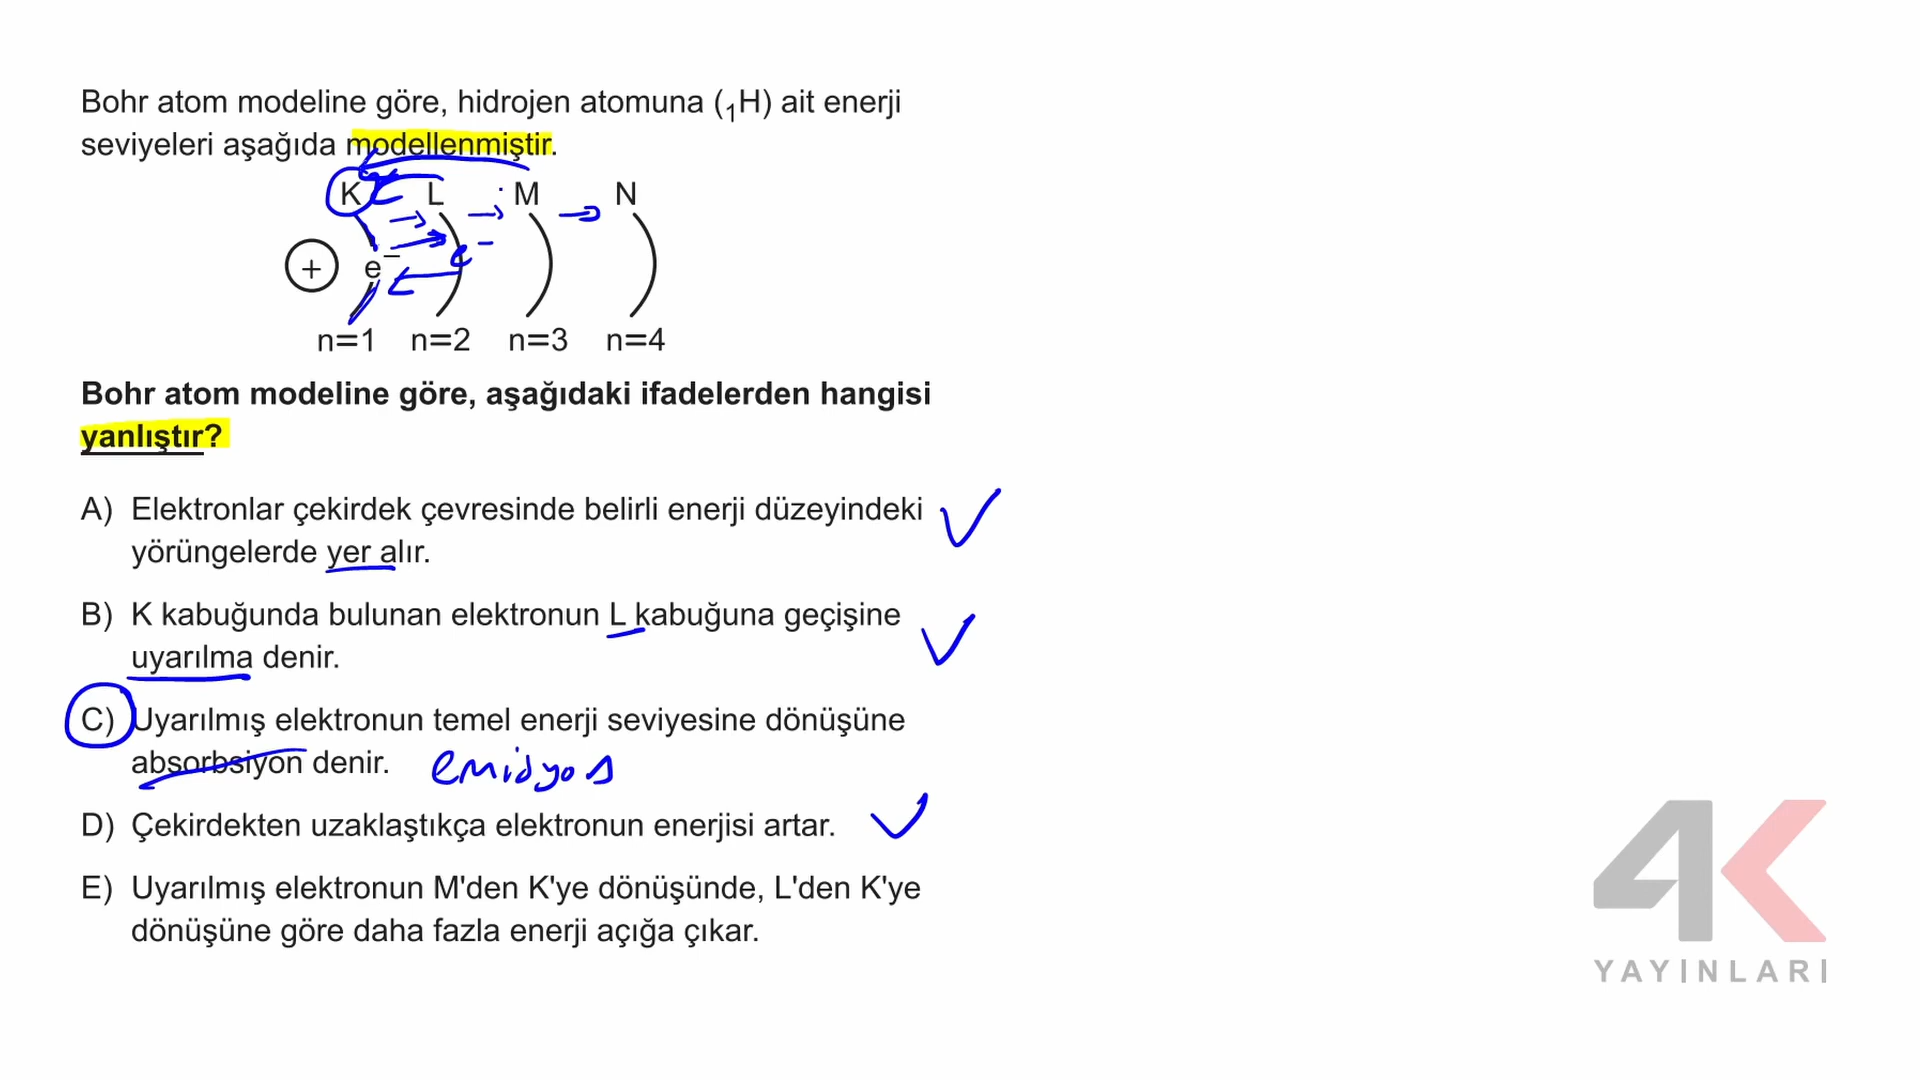 Bohr atom modeline göre, hidrojen atomuna (₁H) ait enerji
seviyeleri aşağıda modellenmiştir.
K L M N
+ e⁻ e⁻
n=1 n=2 n=3 n=4
Bohr atom modeline göre, aşağıdaki ifadelerden hangisi
yanlıştır?
A) Elektronlar çekirdek çevresinde belirli enerji düzeyindeki
yörüngelerde yer alır.
B) K kabuğunda bulunan elektronun L kabuğuna geçişine
uyarılma denir.
C) Uyarılmış elektronun temel enerji seviyesine dönüşüne
absorbsiyon denir.
D) Çekirdekten uzaklaştıkça elektronun enerjisi artar.
E) Uyarılmış elektronun M'den K'ye dönüşünde, L'den K'ye
dönüşüne göre daha fazla enerji açığa çıkar.
4K
YAYINLARI